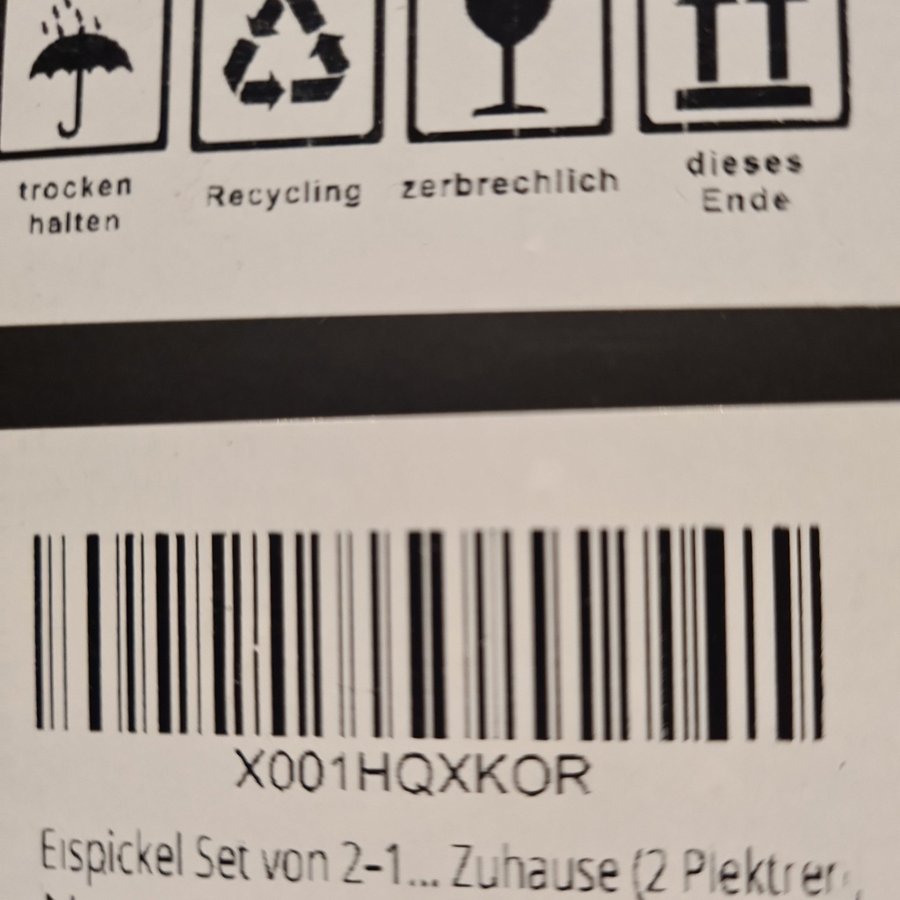 trocken
halten
Recycling
zerbrechlich
dieses
Ende
X001HQXKOR
Eispickel Set von 2-1... Zuhause (2 Plektren,